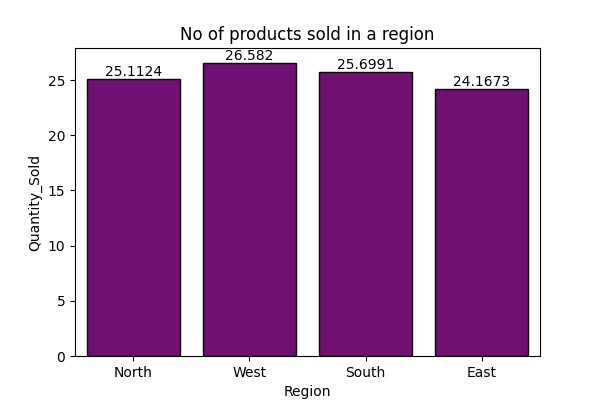 No of products sold in a region
25.1124
26.582
25.6991
24.1673
25
20
15
10
5
0
Quantity_Sold
North
West
South
East
Region